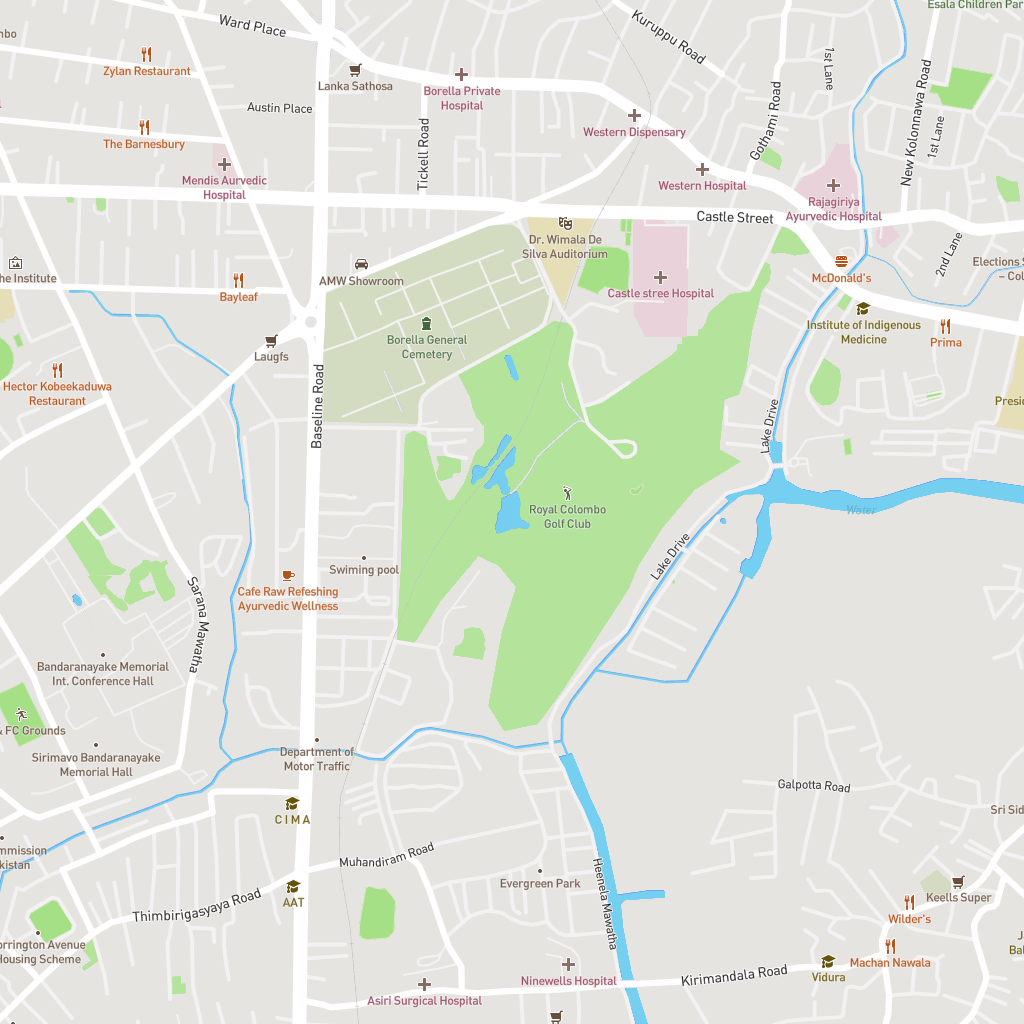 Esala Children Par
Ward Place
Kuruppu Road
1st Lane
Zylan Restaurant
Lanka Sathosa
Borella Private
Hospital
Austin Place
Gothami Road
New Kolonnawa Road
1st Lane
Western Dispensary
The Barnesbury
Tickell Road
Mendis Aurvedic
Hospital
Western Hospital
Rajagiriya
Ayurvedic Hospital
Castle Street
Dr. Wimala De
Silva Auditorium
2nd Lane
Elections S
– Col
The Institute
AMW Showroom
McDonald's
Castle stree Hospital
Bayleaf
Institute of Indigenous
Medicine
Prima
Borella General
Cemetery
Laugfs
Hector Kobeekaduwa
Restaurant
Baseline Road
Lake Drive
Presid
Royal Colombo
Golf Club
Water
Lake Drive
Swiming pool
Cafe Raw Refeshing
Ayurvedic Wellness
Sarana Mawatha
Bandaranayake Memorial
Int. Conference Hall
& FC Grounds
Sirimavo Bandaranayake
Memorial Hall
Department of
Motor Traffic
Galpotta Road
CIMA
Sri Sid
mmission
kistan
Muhandiram Road
Heenela Mawatha
Evergreen Park
Keells Super
AAT
Thimbirigasyaya Road
Wilder's
orrington Avenue
Housing Scheme
Machan Nawala
Ninewells Hospital
Kirimandala Road
Vidura
Asiri Surgical Hospital